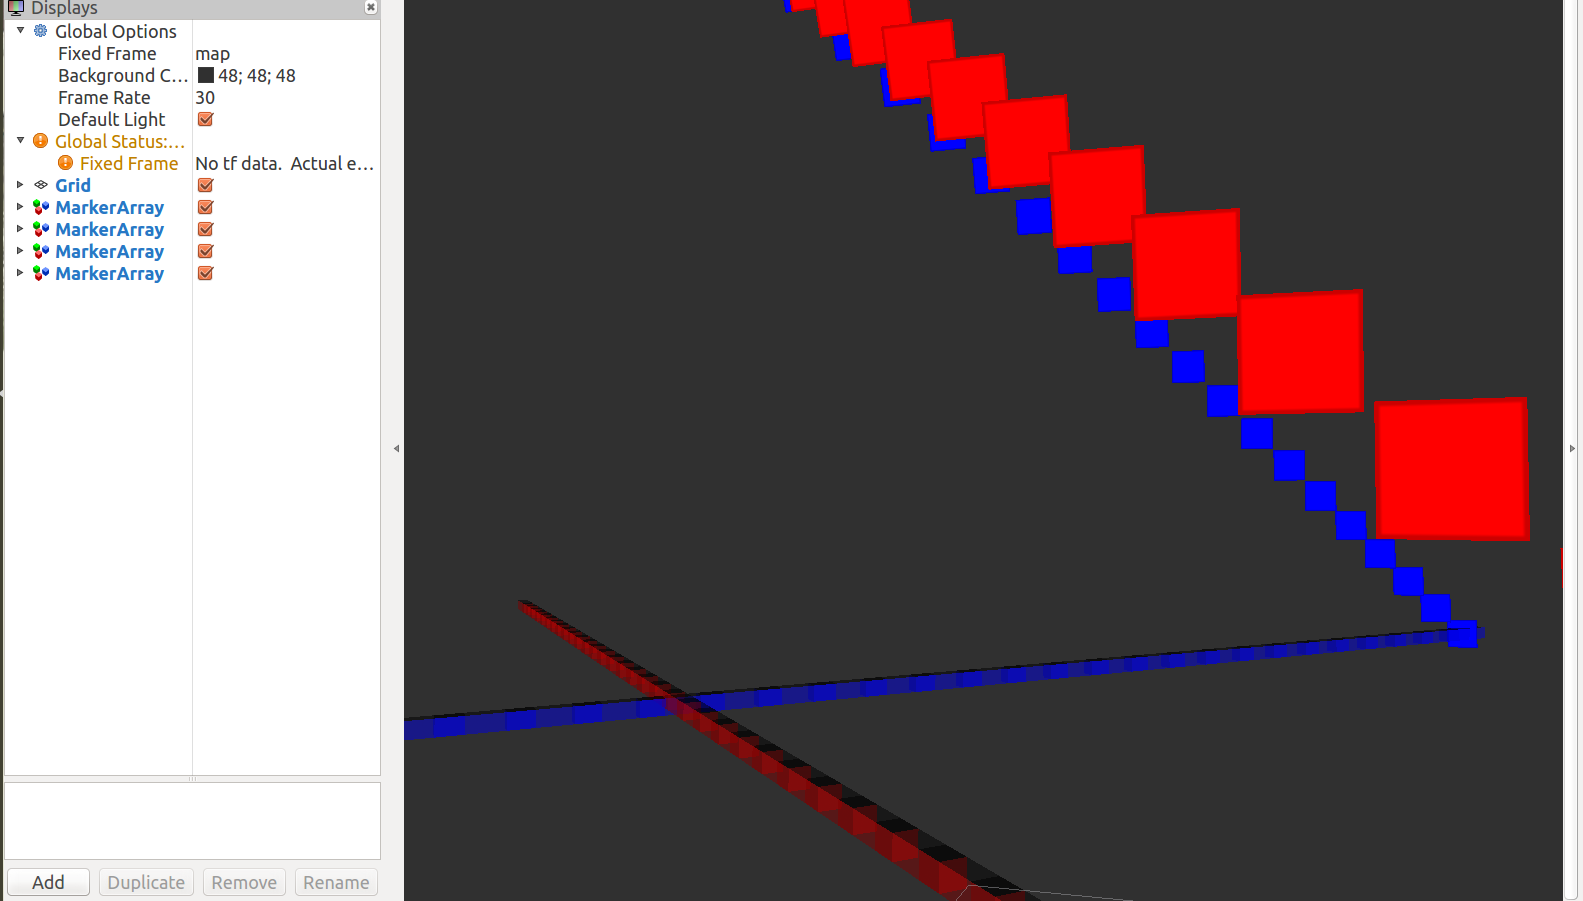 Displays
Global Options
Fixed Frame map
Background C... 48; 48; 48
Frame Rate 30
Default Light
Global Status:...
Fixed Frame No tf data.  Actual e...
Grid
MarkerArray
MarkerArray
MarkerArray
MarkerArray
Add Duplicate Remove Rename